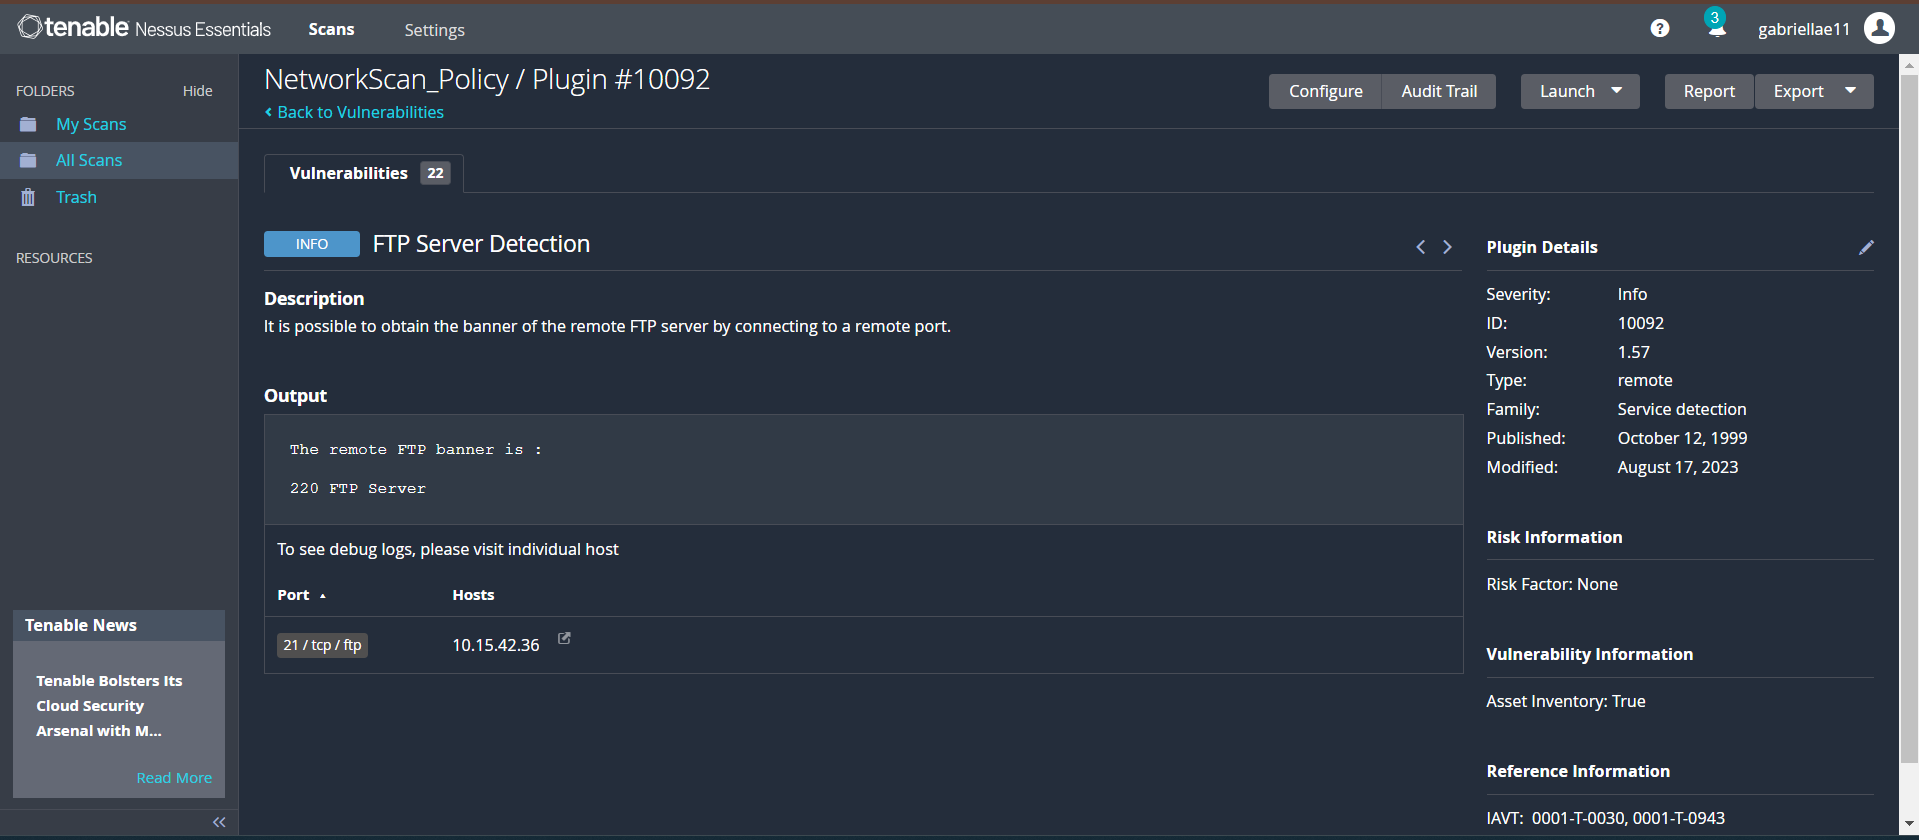 tenable Nessus Essentials
Scans
Settings
?
3
gabriellae11
FOLDERS
Hide
My Scans
All Scans
Trash
RESOURCES
Tenable News
Tenable Bolsters Its
Cloud Security
Arsenal with M...
Read More
NetworkScan_Policy / Plugin #10092
Back to Vulnerabilities
Configure
Audit Trail
Launch
Report
Export
Vulnerabilities 22
INFO FTP Server Detection
Description
It is possible to obtain the banner of the remote FTP server by connecting to a remote port.
Output
The remote FTP banner is :
220 FTP Server
To see debug logs, please visit individual host
Port Hosts
21 / tcp / ftp 10.15.42.36
Plugin Details
Severity: Info
ID: 10092
Version: 1.57
Type: remote
Family: Service detection
Published: October 12, 1999
Modified: August 17, 2023
Risk Information
Risk Factor: None
Vulnerability Information
Asset Inventory: True
Reference Information
IAVT: 0001-T-0030, 0001-T-0943